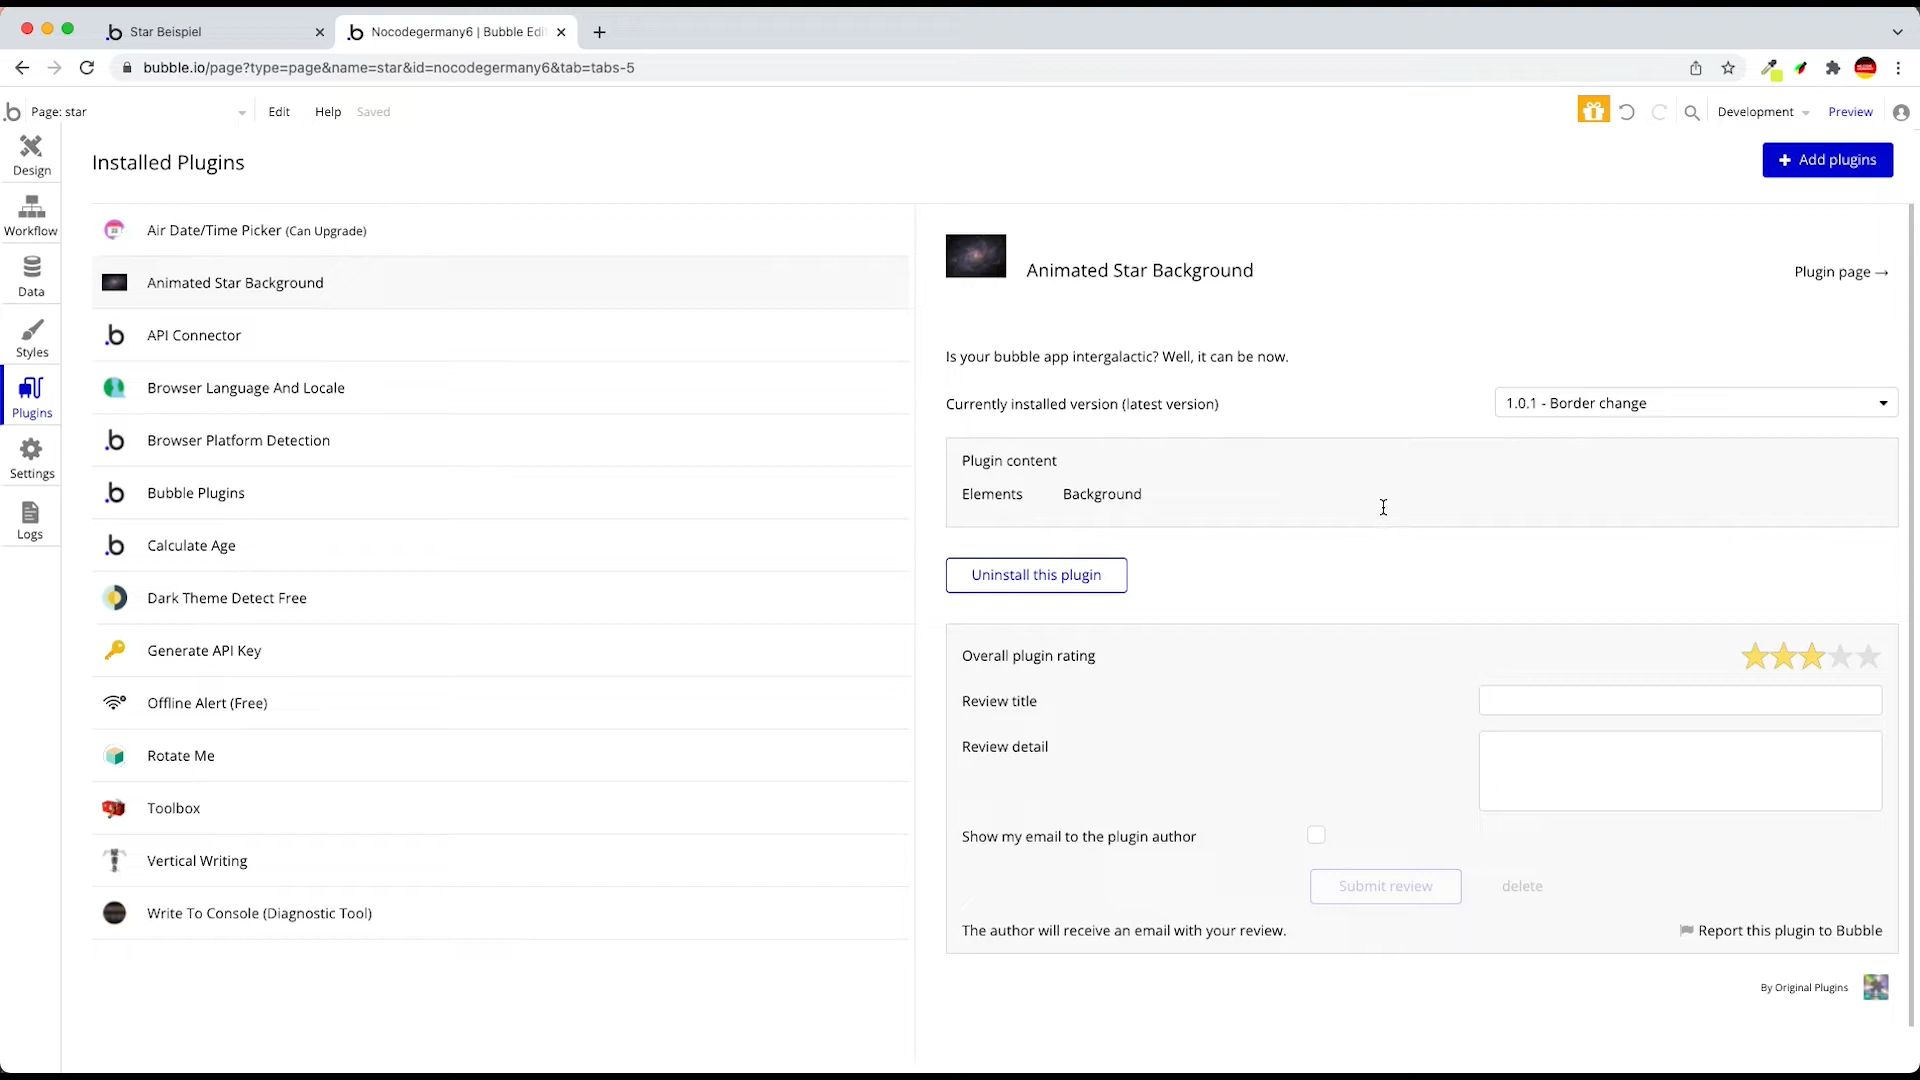 Star Beispiel
Nocodegermany6 | Bubble Edi
bubble.io/page?type=page&name=star&id=nocodegermany6&tab=tabs-5
Page: star
Edit
Help
Saved
Development
Preview
Design
Workflow
Data
Styles
Plugins
Settings
Logs
Installed Plugins
+ Add plugins
Air Date/Time Picker (Can Upgrade)
Animated Star Background
API Connector
Browser Language And Locale
Browser Platform Detection
Bubble Plugins
Calculate Age
Dark Theme Detect Free
Generate API Key
Offline Alert (Free)
Rotate Me
Toolbox
Vertical Writing
Write To Console (Diagnostic Tool)
Animated Star Background
Plugin page →
Is your bubble app intergalactic? Well, it can be now.
Currently installed version (latest version)
1.0.1 - Border change
Plugin content
Elements Background
Uninstall this plugin
Overall plugin rating
Review title
Review detail
Show my email to the plugin author
Submit review
delete
The author will receive an email with your review.
Report this plugin to Bubble
By Original Plugins